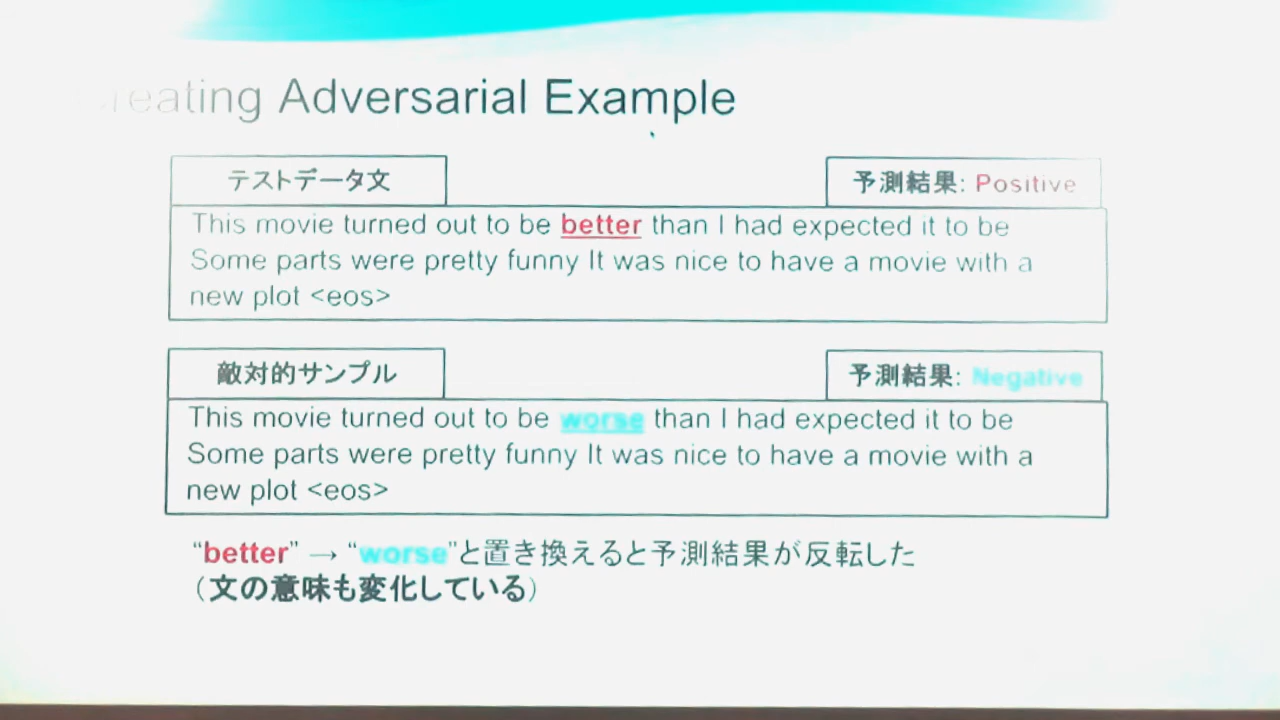 Creating Adversarial Example
テストデータ文
予測結果: Positive
This movie turned out to be better than I had expected it to be
Some parts were pretty funny It was nice to have a movie with a
new plot <eos>
敵対的サンプル
予測結果: Negative
This movie turned out to be worse than I had expected it to be
Some parts were pretty funny It was nice to have a movie with a
new plot <eos>
“better” → “worse”と置き換えると予測結果が反転した
（文の意味も変化している）